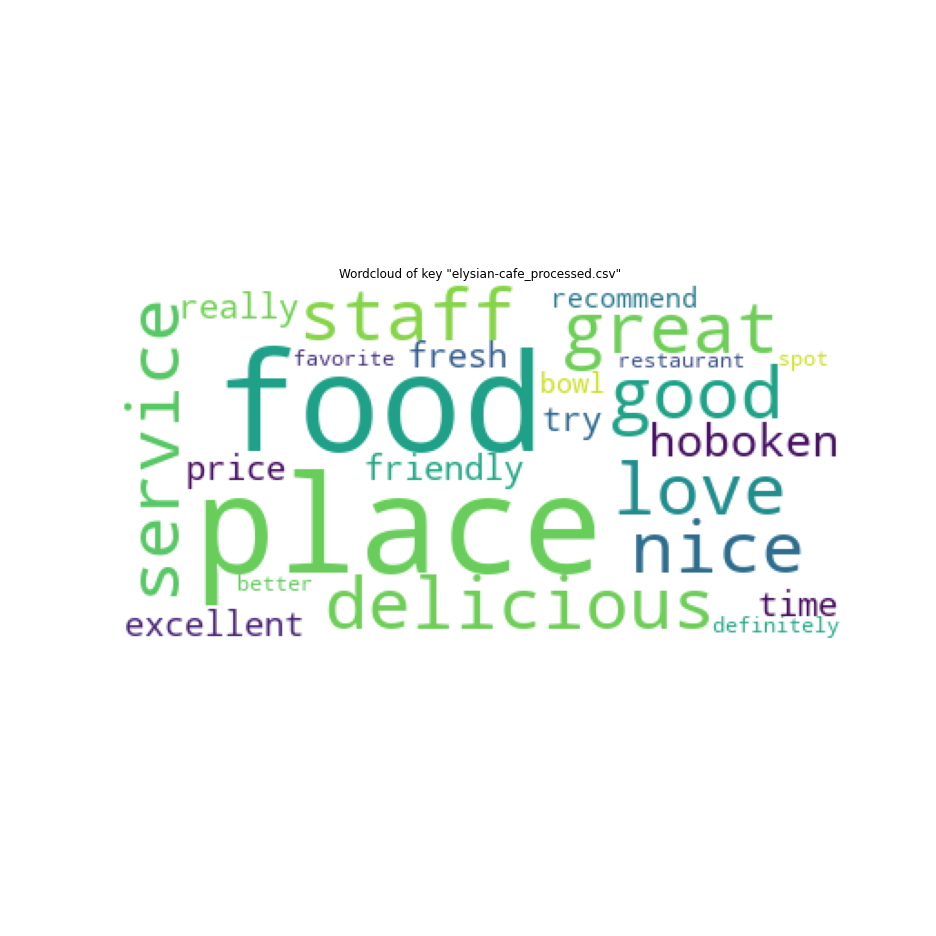 Wordcloud of key "elysian-cafe_processed.csv"
service
really
staff
recommend
great
favorite
fresh
restaurant
spot
food
bowl
good
try
hoboken
price
friendly
love
place
nice
better
delicious
time
excellent
definitely